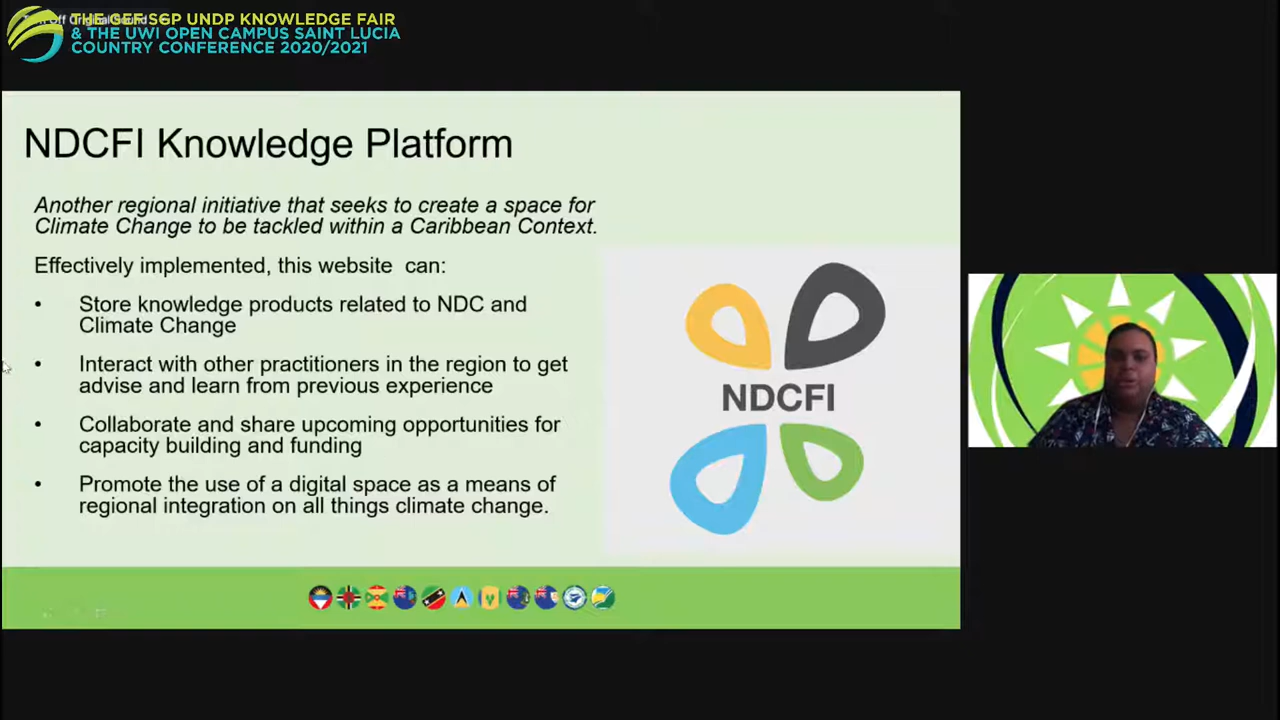 THE GEF SGP UNDP KNOWLEDGE FAIR
& THE UWI OPEN CAMPUS SAINT LUCIA
COUNTRY CONFERENCE 2020/2021
NDCFI Knowledge Platform
Another regional initiative that seeks to create a space for
Climate Change to be tackled within a Caribbean Context.
Effectively implemented, this website can:
• Store knowledge products related to NDC and
Climate Change
• Interact with other practitioners in the region to get
advise and learn from previous experience
• Collaborate and share upcoming opportunities for
capacity building and funding
• Promote the use of a digital space as a means of
regional integration on all things climate change.
NDCFI